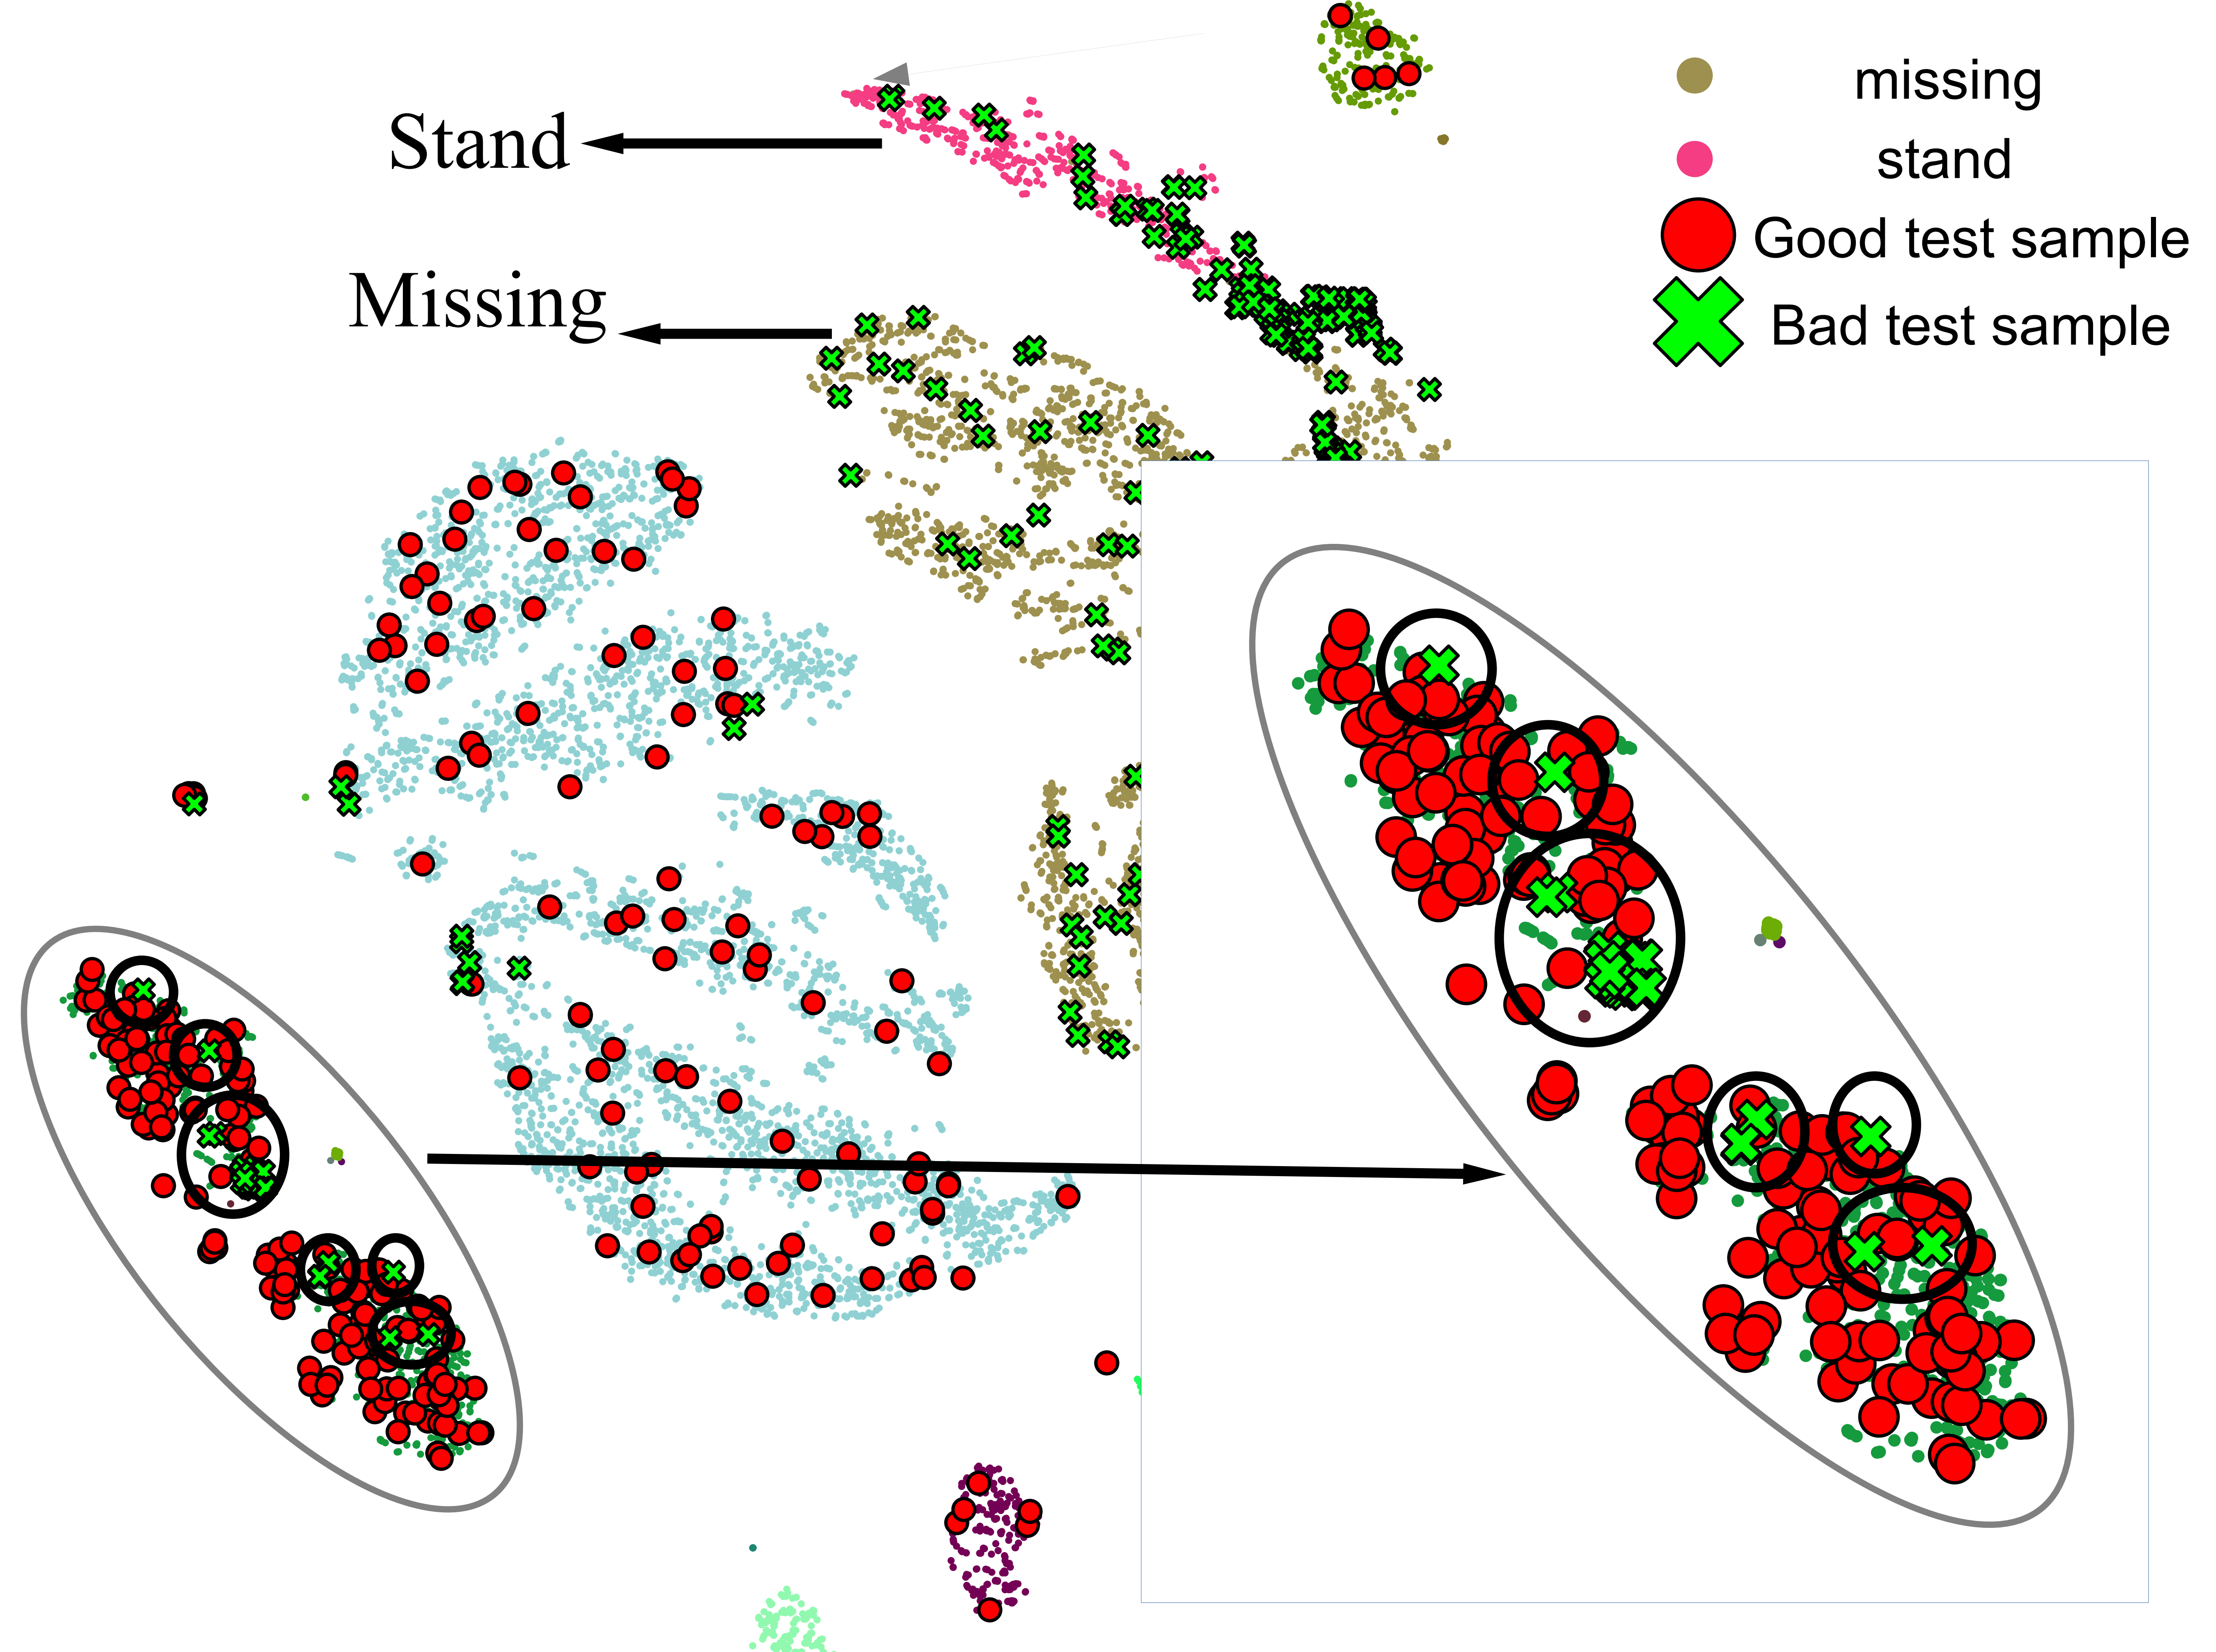 Stand
Missing
missing
stand
Good test sample
Bad test sample